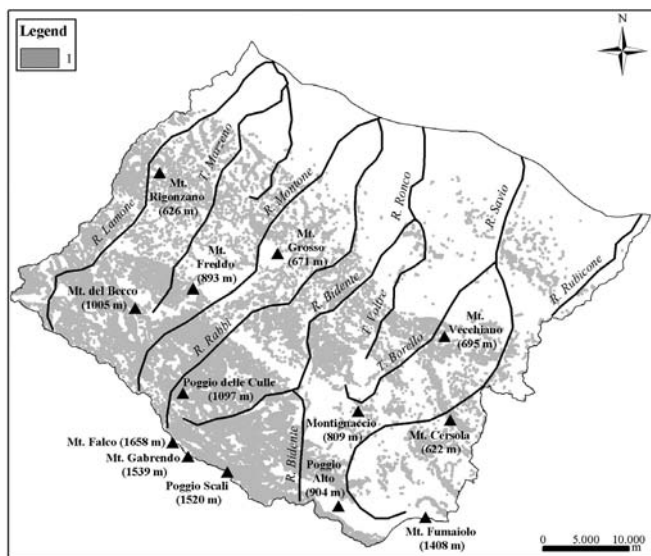 Legend
1
N
T. Marzeno
Mt.
Rigonzano
(626 m)
R. Lamone
R. Montone
R. Ronco
R. Savio
Mt.
Grosso
(671 m)
Mt.
Freddo
(893 m)
Mt. del Becco
(1005 m)
R. Bidente
R. Rubicone
T. Voltre
R. Rabbi
Mt.
Vecchiano
(695 m)
T. Borello
Poggio delle Culle
(1097 m)
Montignaccio
(809 m)
Mt. Cersola
(622 m)
Mt. Falco (1658 m)
Mt. Gabrendo
(1539 m)
Poggio Scali
(1520 m)
R. Bidente
Poggio
Alto
(904 m)
Mt. Fumaiolo
(1408 m)
0 5.000 10.000
m